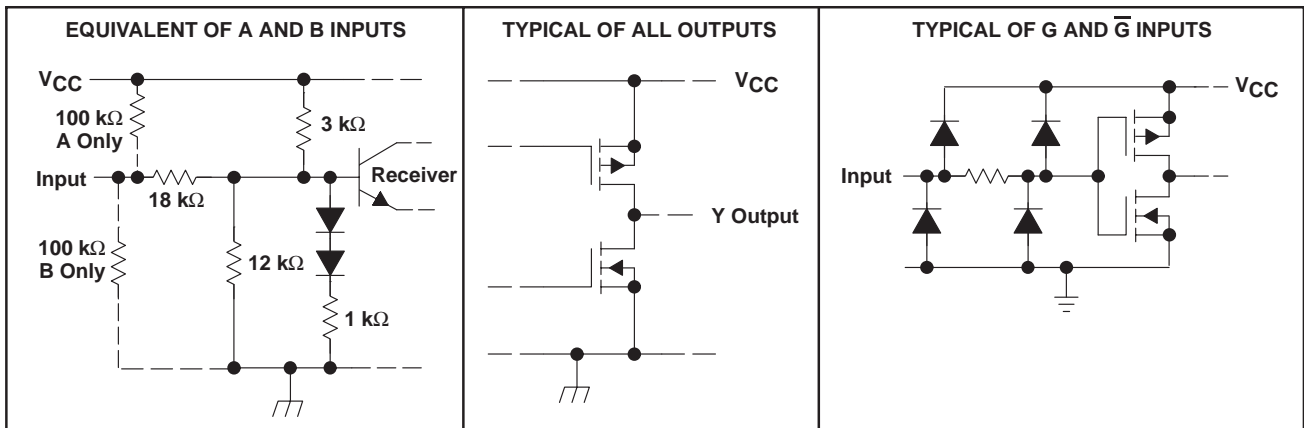 EQUIVALENT OF A AND B INPUTS
VCC
100 kΩ
A Only
3 kΩ
Input
18 kΩ
Receiver
100 kΩ
B Only
12 kΩ
1 kΩ
TYPICAL OF ALL OUTPUTS
VCC
Y Output
TYPICAL OF G AND G̅ INPUTS
VCC
Input